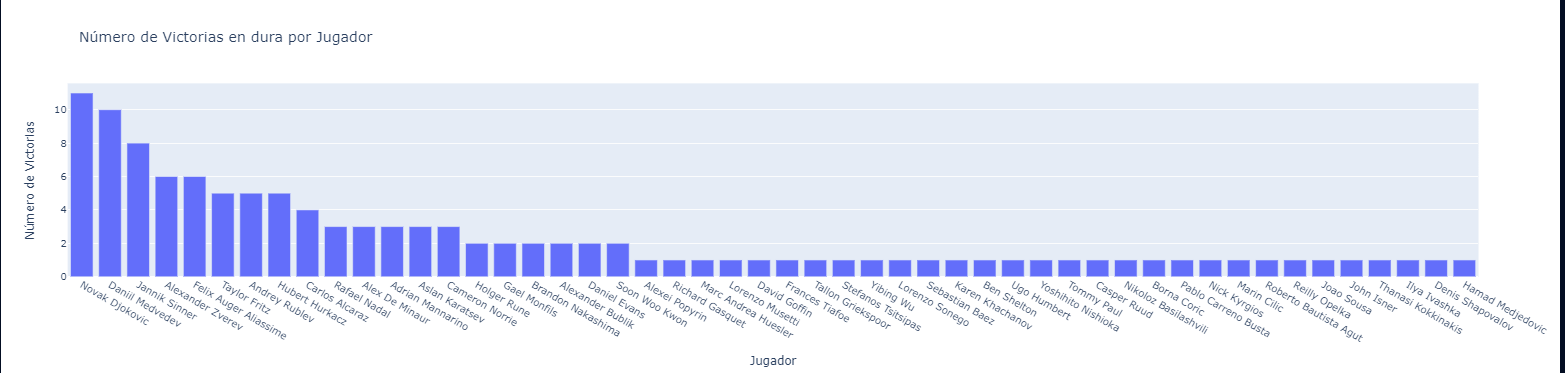 Número de Victorias en dura por Jugador
Número de Victorias
10
8
6
4
2
0
Novak Djokovic
Daniil Medvedev
Jannik Sinner
Alexander Zverev
Felix Auger Aliassime
Taylor Fritz
Andrey Rublev
Hubert Hurkacz
Carlos Alcaraz
Rafael Nadal
Alex De Minaur
Adrian Mannarino
Aslan Karatsev
Cameron Norrie
Holger Rune
Gael Monfils
Brandon Nakashima
Alexander Bublik
Daniel Evans
Soon Woo Kwon
Alexei Popyrin
Richard Gasquet
Marc Andrea Huesler
Lorenzo Musetti
David Goffin
Frances Tiafoe
Tallon Griekspoor
Stefanos Tsitsipas
Yibing Wu
Lorenzo Sonego
Sebastian Baez
Karen Khachanov
Ben Shelton
Ugo Humbert
Yoshihito Nishioka
Tommy Paul
Casper Ruud
Nikoloz Basilashvili
Borna Coric
Pablo Carreno Busta
Nick Kyrgios
Marin Cilic
Roberto Bautista Agut
Reilly Opelka
Joao Sousa
John Isner
Thanasi Kokkinakis
Ilya Ivashka
Denis Shapovalov
Hamad Medjedovic
Jugador